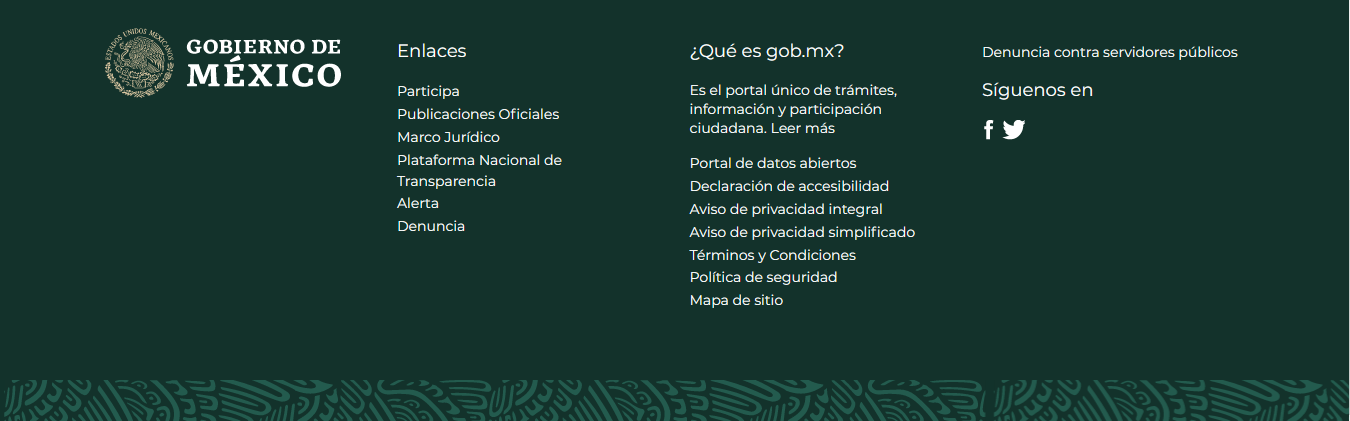 ESTADOS UNIDOS MEXICANOS
GOBIERNO DE
MÉXICO
Enlaces
Participa
Publicaciones Oficiales
Marco Jurídico
Plataforma Nacional de
Transparencia
Alerta
Denuncia
¿Qué es gob.mx?
Es el portal único de trámites,
información y participación
ciudadana. Leer más
Portal de datos abiertos
Declaración de accesibilidad
Aviso de privacidad integral
Aviso de privacidad simplificado
Términos y Condiciones
Política de seguridad
Mapa de sitio
Denuncia contra servidores públicos
Síguenos en